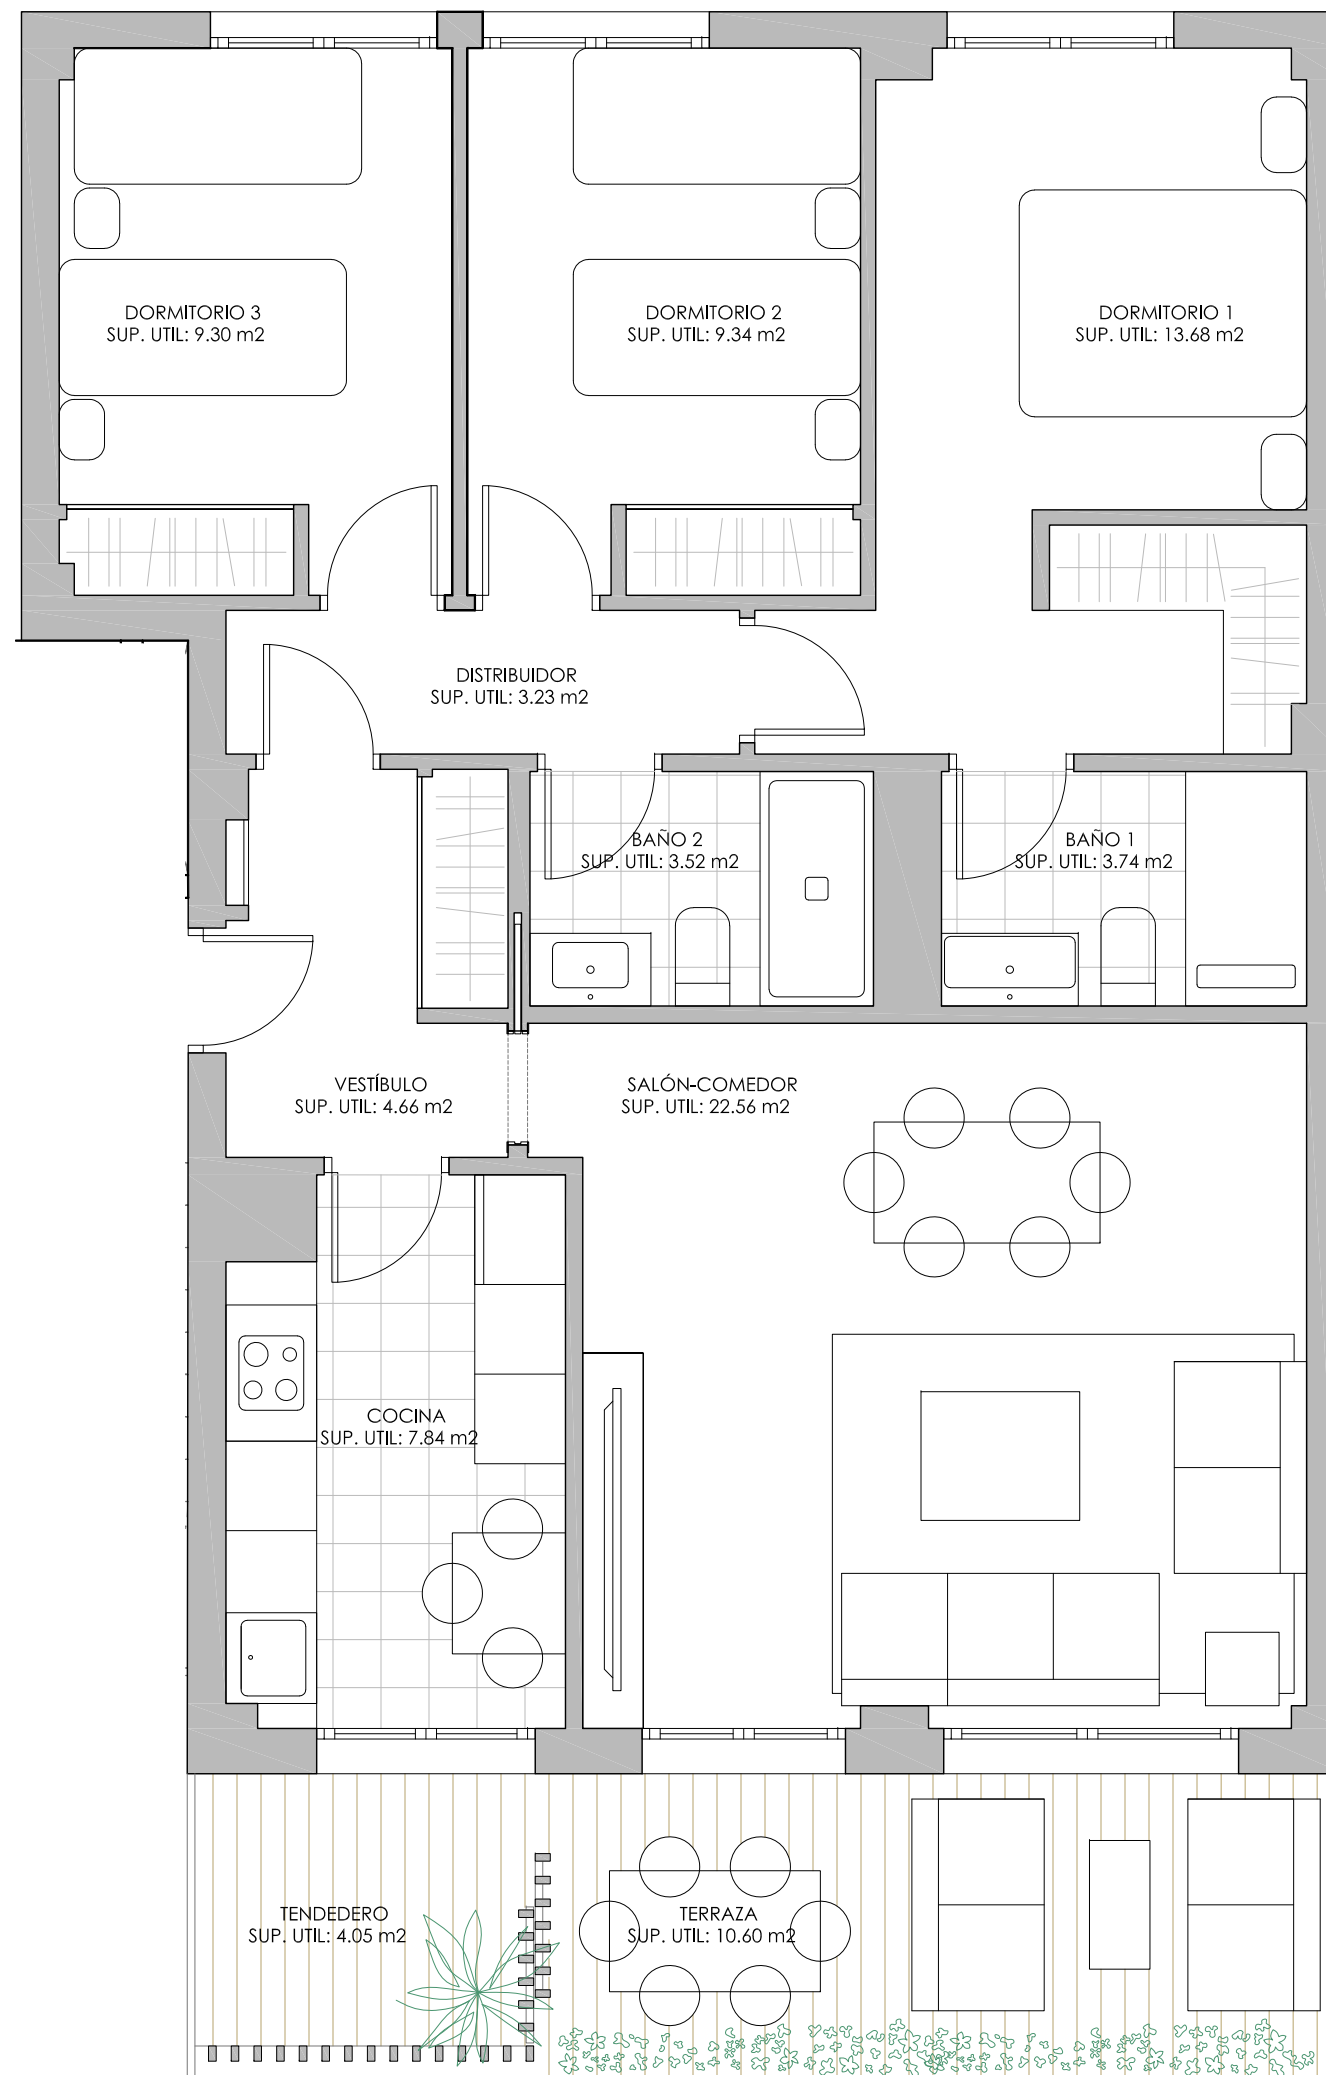 DORMITORIO 3
SUP. UTIL: 9.30 m2
DORMITORIO 2
SUP. UTIL: 9.34 m2
DORMITORIO 1
SUP. UTIL: 13.68 m2
DISTRIBUIDOR
SUP. UTIL: 3.23 m2
BAÑO 2
SUP. UTIL: 3.52 m2
BAÑO 1
SUP. UTIL: 3.74 m2
VESTÍBULO
SUP. UTIL: 4.66 m2
SALÓN-COMEDOR
SUP. UTIL: 22.56 m2
COCINA
SUP. UTIL: 7.84 m2
TENDEDERO
SUP. UTIL: 4.05 m2
TERRAZA
SUP. UTIL: 10.60 m2